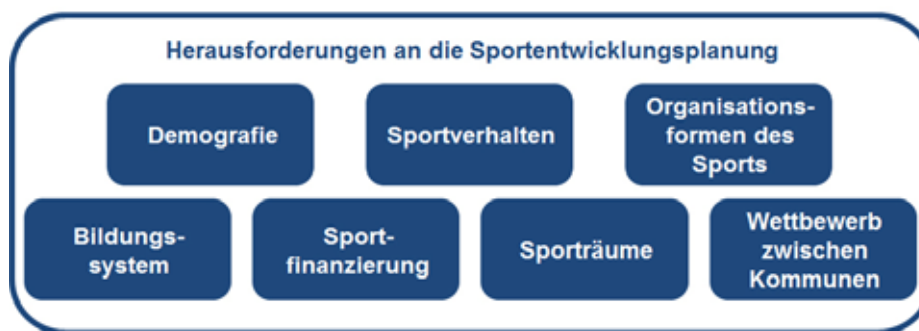 Herausforderungen an die Sportentwicklungsplanung
Demografie
Sportverhalten
Organisations-
formen des
Sports
Bildungs-
system
Sport-
finanzierung
Sporträume
Wettbewerb
zwischen
Kommunen